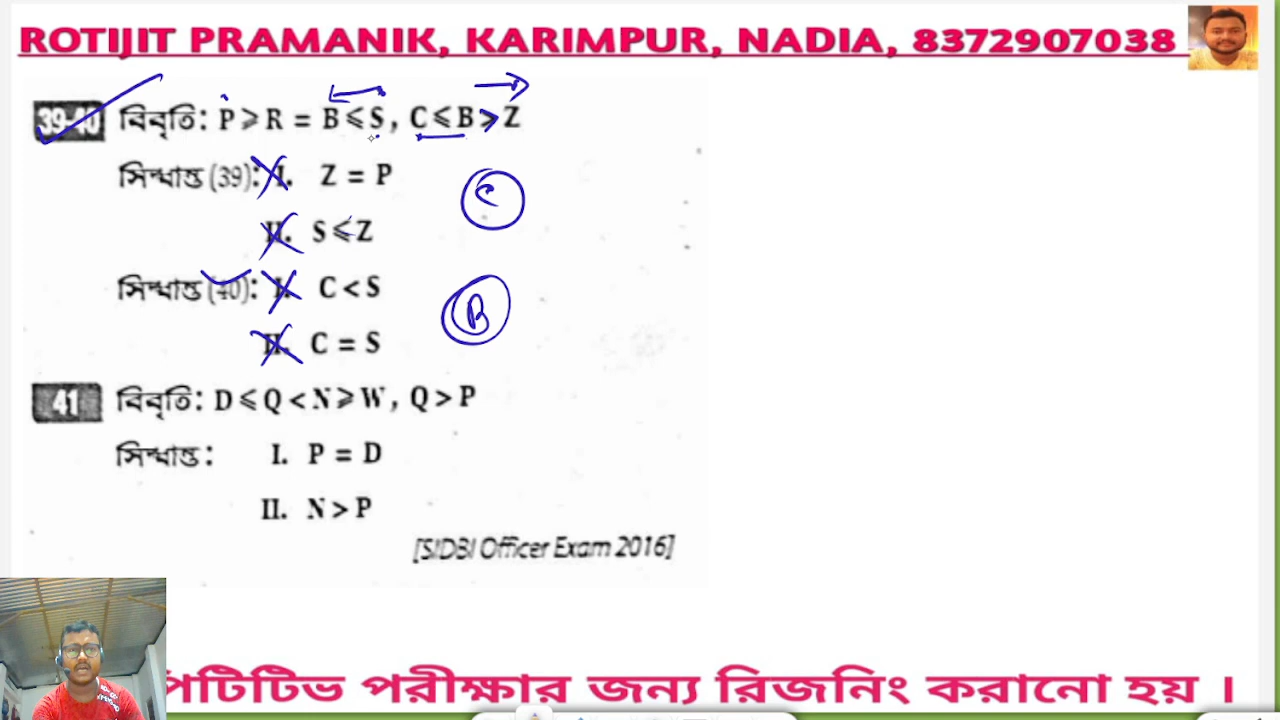 ROTIJIT PRAMANIK, KARIMPUR, NADIA, 8372907038
39-40 বিবৃতি: P ⩾ R = B ⩽ S, C ⩽ B > Z
সিদ্ধান্ত (39): I. Z = P
C
II. S ⩽ Z
সিদ্ধান্ত (40): I. C < S
B
II. C = S
41 বিবৃতি: D ⩽ Q < N ⩾ W, Q > P
সিদ্ধান্ত: I. P = D
II. N > P
[SIDBI Officer Exam 2016]
পিটিটিভ পরীক্ষার জন্য রিজনিং করানো হয় ।